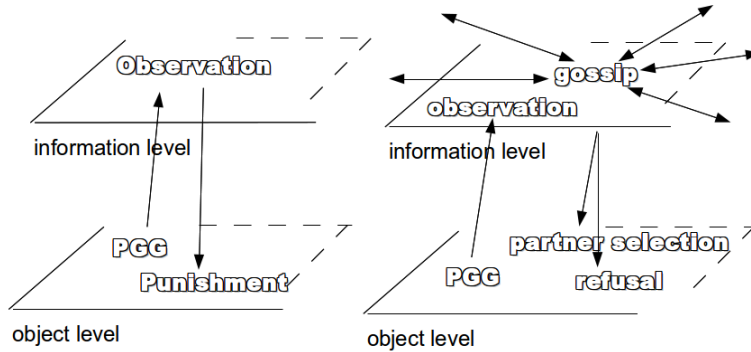 Observation
information level
PGG
Punishment
object level
gossip
observation
information level
partner selection
PGG
refusal
object level